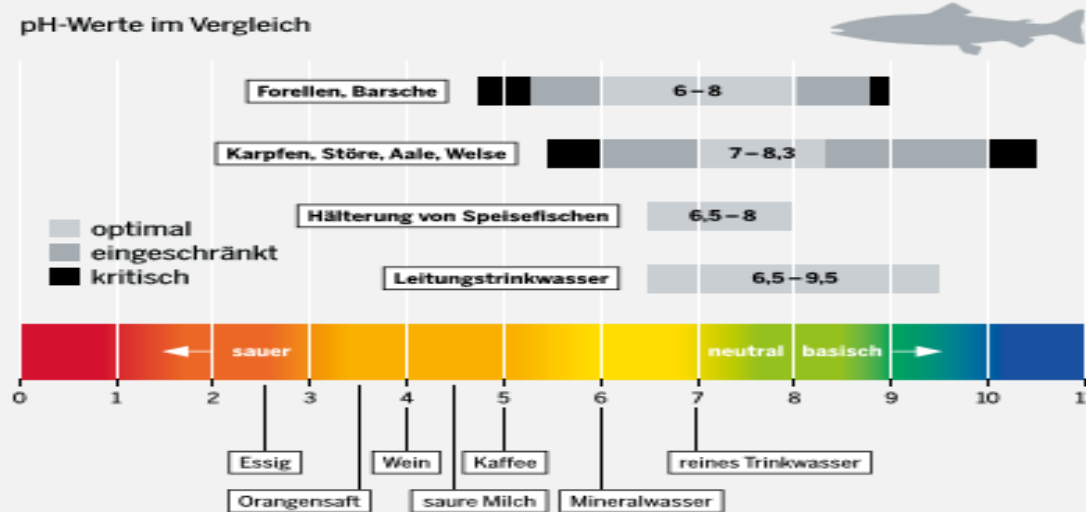 pH-Werte im Vergleich
Forellen, Barsche
6–8
Karpfen, Störe, Aale, Welse
7–8,3
Hälterung von Speisefischen
6,5–8
optimal
eingeschränkt
kritisch
Leitungstrinkwasser
6,5–9,5
sauer neutral basisch
0 1 2 3 4 5 6 7 8 9 10 11
Essig Wein Kaffee reines Trinkwasser
Orangensaft saure Milch Mineralwasser